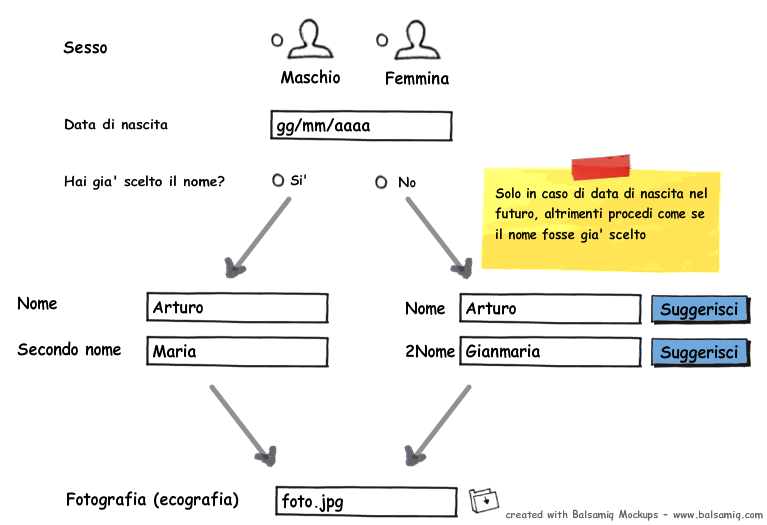 Sesso
Maschio
Femmina
Data di nascita
gg/mm/aaaa
Hai gia' scelto il nome?
Si'
No
Solo in caso di data di nascita nel
futuro, altrimenti procedi come se
il nome fosse gia' scelto
Nome
Arturo
Nome
Arturo
Suggerisci
Secondo nome
Maria
2Nome
Gianmaria
Suggerisci
Fotografia (ecografia)
foto.jpg
created with Balsamiq Mockups - www.balsamiq.com